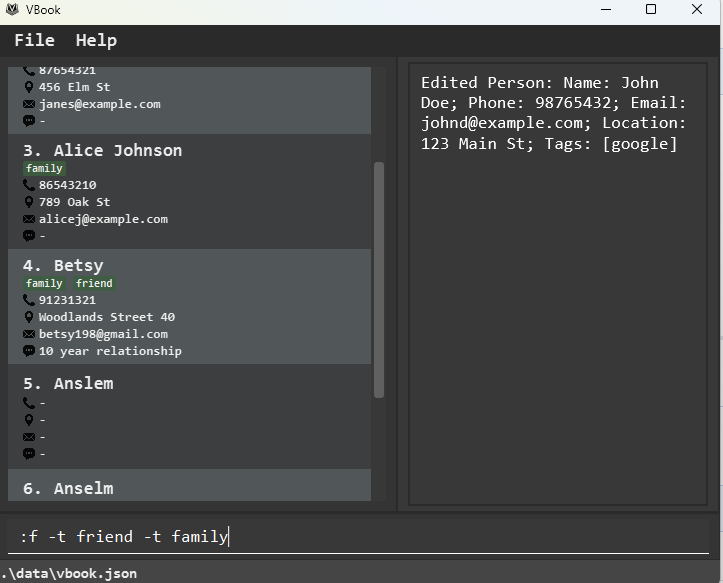 VBook
File Help
87654321
456 Elm St
janes@example.com
-
3. Alice Johnson
family
86543210
789 Oak St
alicej@example.com
-
4. Betsy
family friend
91231321
Woodlands Street 40
betsy198@gmail.com
10 year relationship
5. Anslem
-
-
-
-
6. Anselm
Edited Person: Name: John
Doe; Phone: 98765432; Email:
johnd@example.com; Location:
123 Main St; Tags: [google]
:f -t friend -t family
.\data\vbook.json